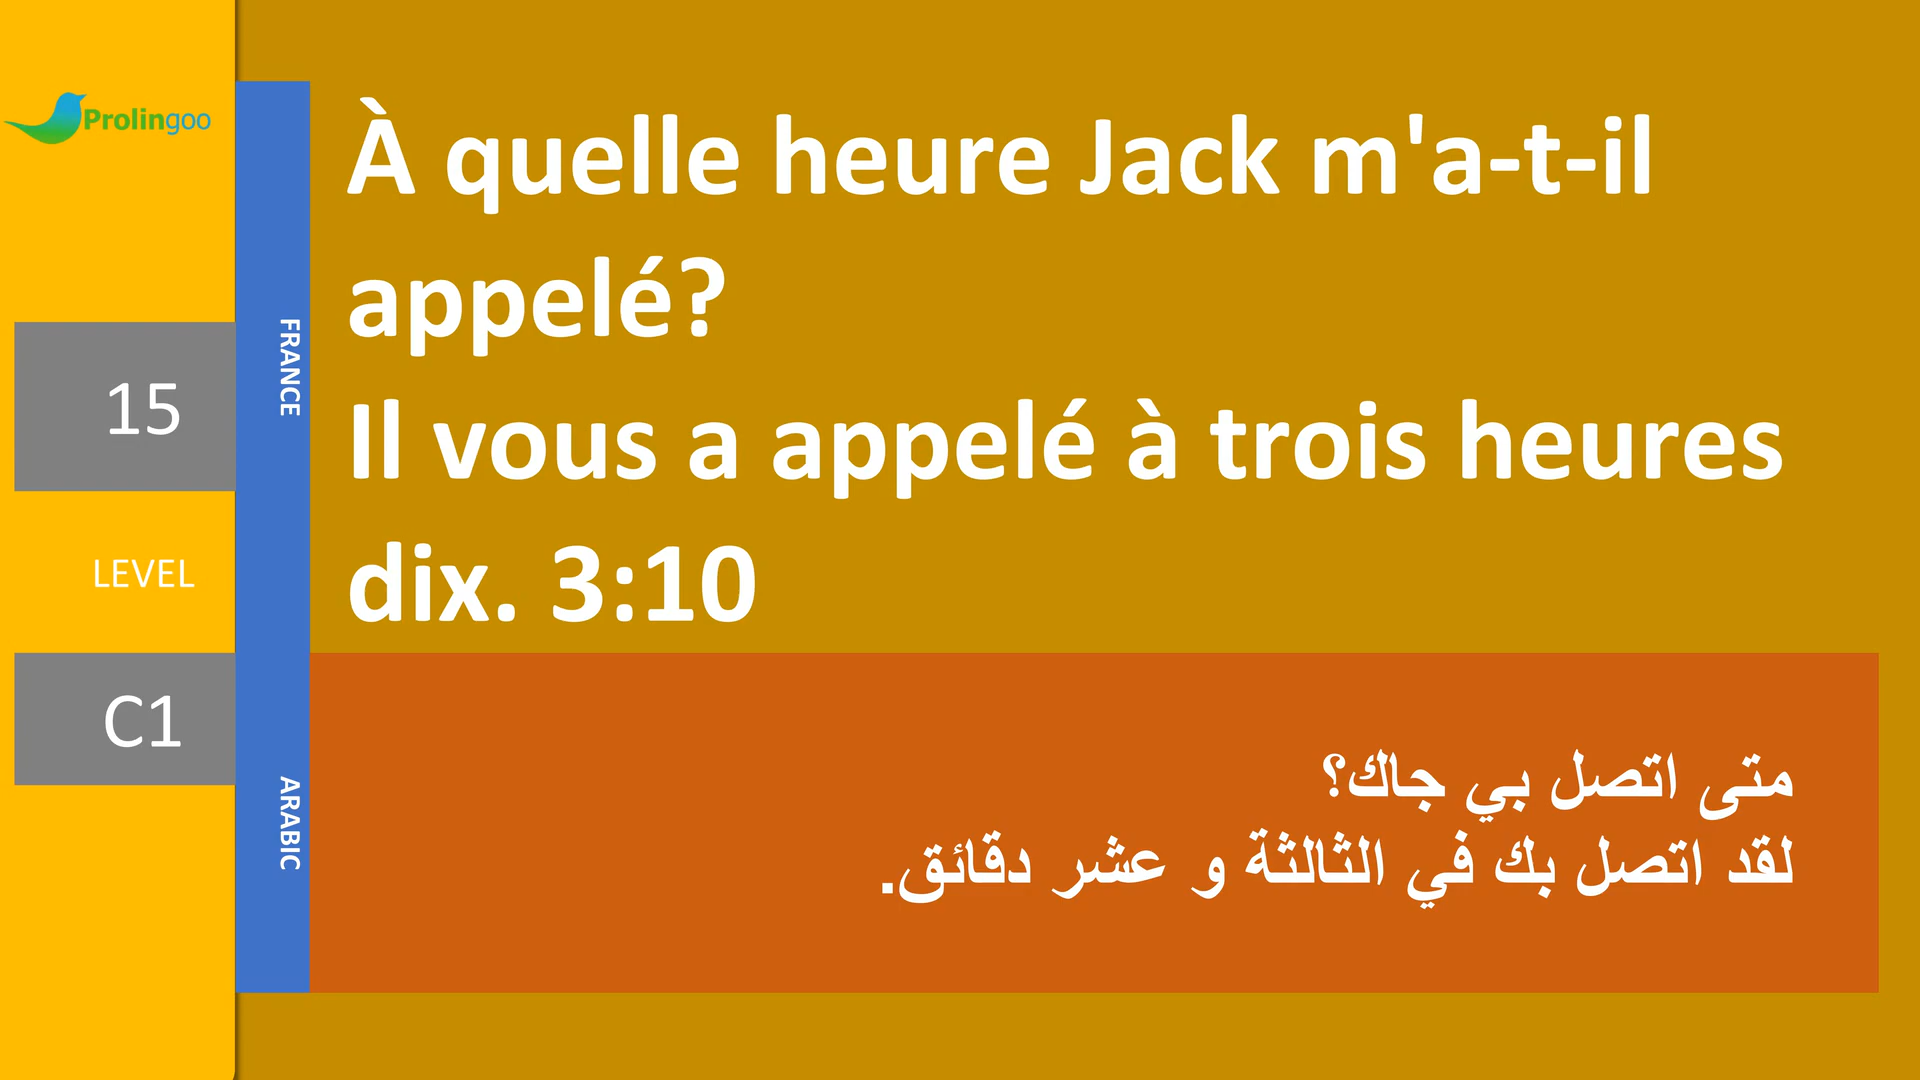 Prolingoo
15
LEVEL
C1
FRANCE
À quelle heure Jack m'a-t-il
appelé?
Il vous a appelé à trois heures
dix. 3:10
ARABIC
متى اتصل بي جاك؟
لقد اتصل بك في الثالثة و عشر دقائق.